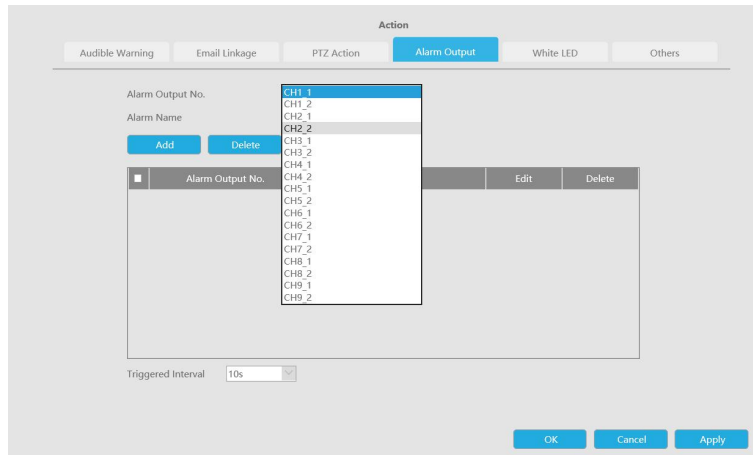 Action
Audible Warning Email Linkage PTZ Action Alarm Output White LED Others
Alarm Output No.
CH1_1
CH1_2
Alarm Name
CH2_1
CH2_2
Add Delete
CH3_1
CH3_2
CH4_1
Alarm Output No. CH4_2 Edit Delete
CH5_1
CH5_2
CH6_1
CH6_2
CH7_1
CH7_2
CH8_1
CH8_2
CH9_1
CH9_2
Triggered Interval 10s
OK Cancel Apply